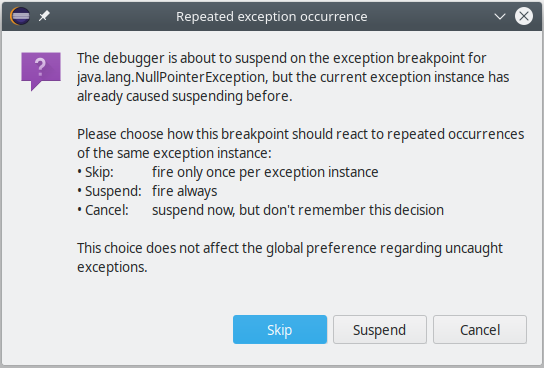 Repeated exception occurrence
?
The debugger is about to suspend on the exception breakpoint for
java.lang.NullPointerException, but the current exception instance has
already caused suspending before.
Please choose how this breakpoint should react to repeated occurrences
of the same exception instance:
• Skip: fire only once per exception instance
• Suspend: fire always
• Cancel: suspend now, but don't remember this decision
This choice does not affect the global preference regarding uncaught
exceptions.
Skip Suspend Cancel